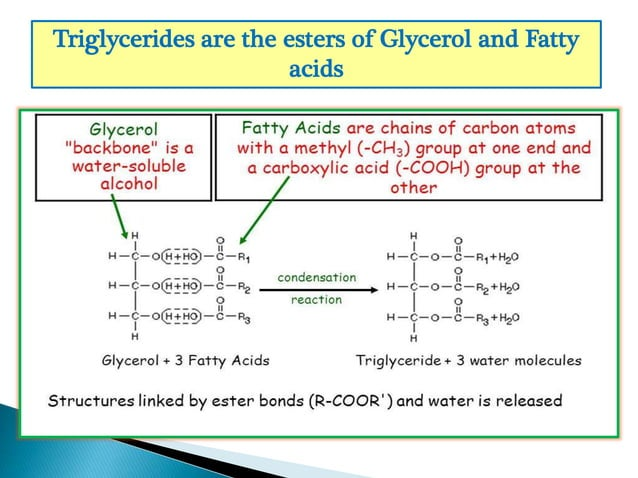 Triglycerides are the esters of Glycerol and Fatty
acids
Glycerol
"backbone" is a
water-soluble
alcohol
Fatty Acids are chains of carbon atoms
with a methyl (-CH₃) group at one end and
a carboxylic acid (-COOH) group at the
other
H
O
H–C–O(H+HO)–C–R₁
O
H–C–O(H+HO)–C–R₂
O
H–C–O(H+HO)–C–R₃
H
condensation
reaction
H
O
H–C–O–C–R₁+H₂O
O
H–C–O–C–R₂+H₂O
O
H–C–O–C–R₃+H₂O
H
Glycerol + 3 Fatty Acids
Triglyceride + 3 water molecules
Structures linked by ester bonds (R-COOR') and water is released